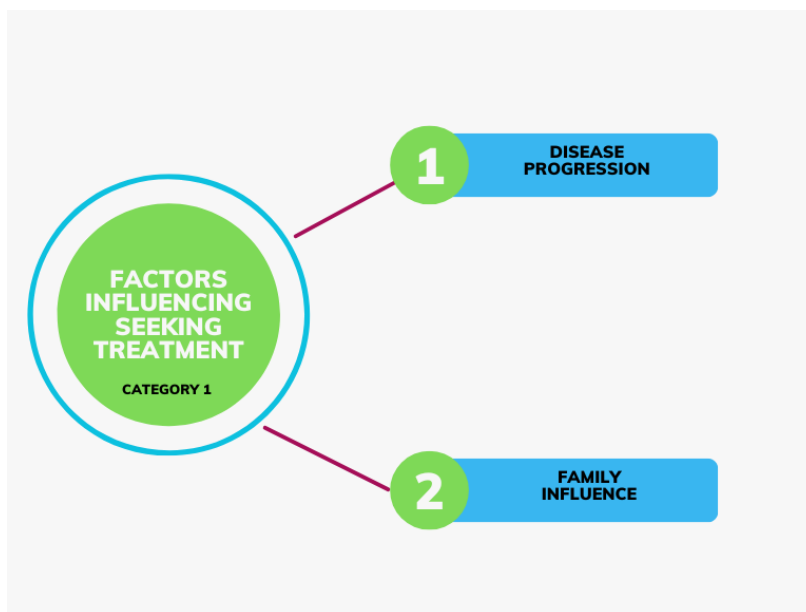 FACTORS
INFLUENCING
SEEKING
TREATMENT
CATEGORY 1
1
DISEASE
PROGRESSION
2
FAMILY
INFLUENCE